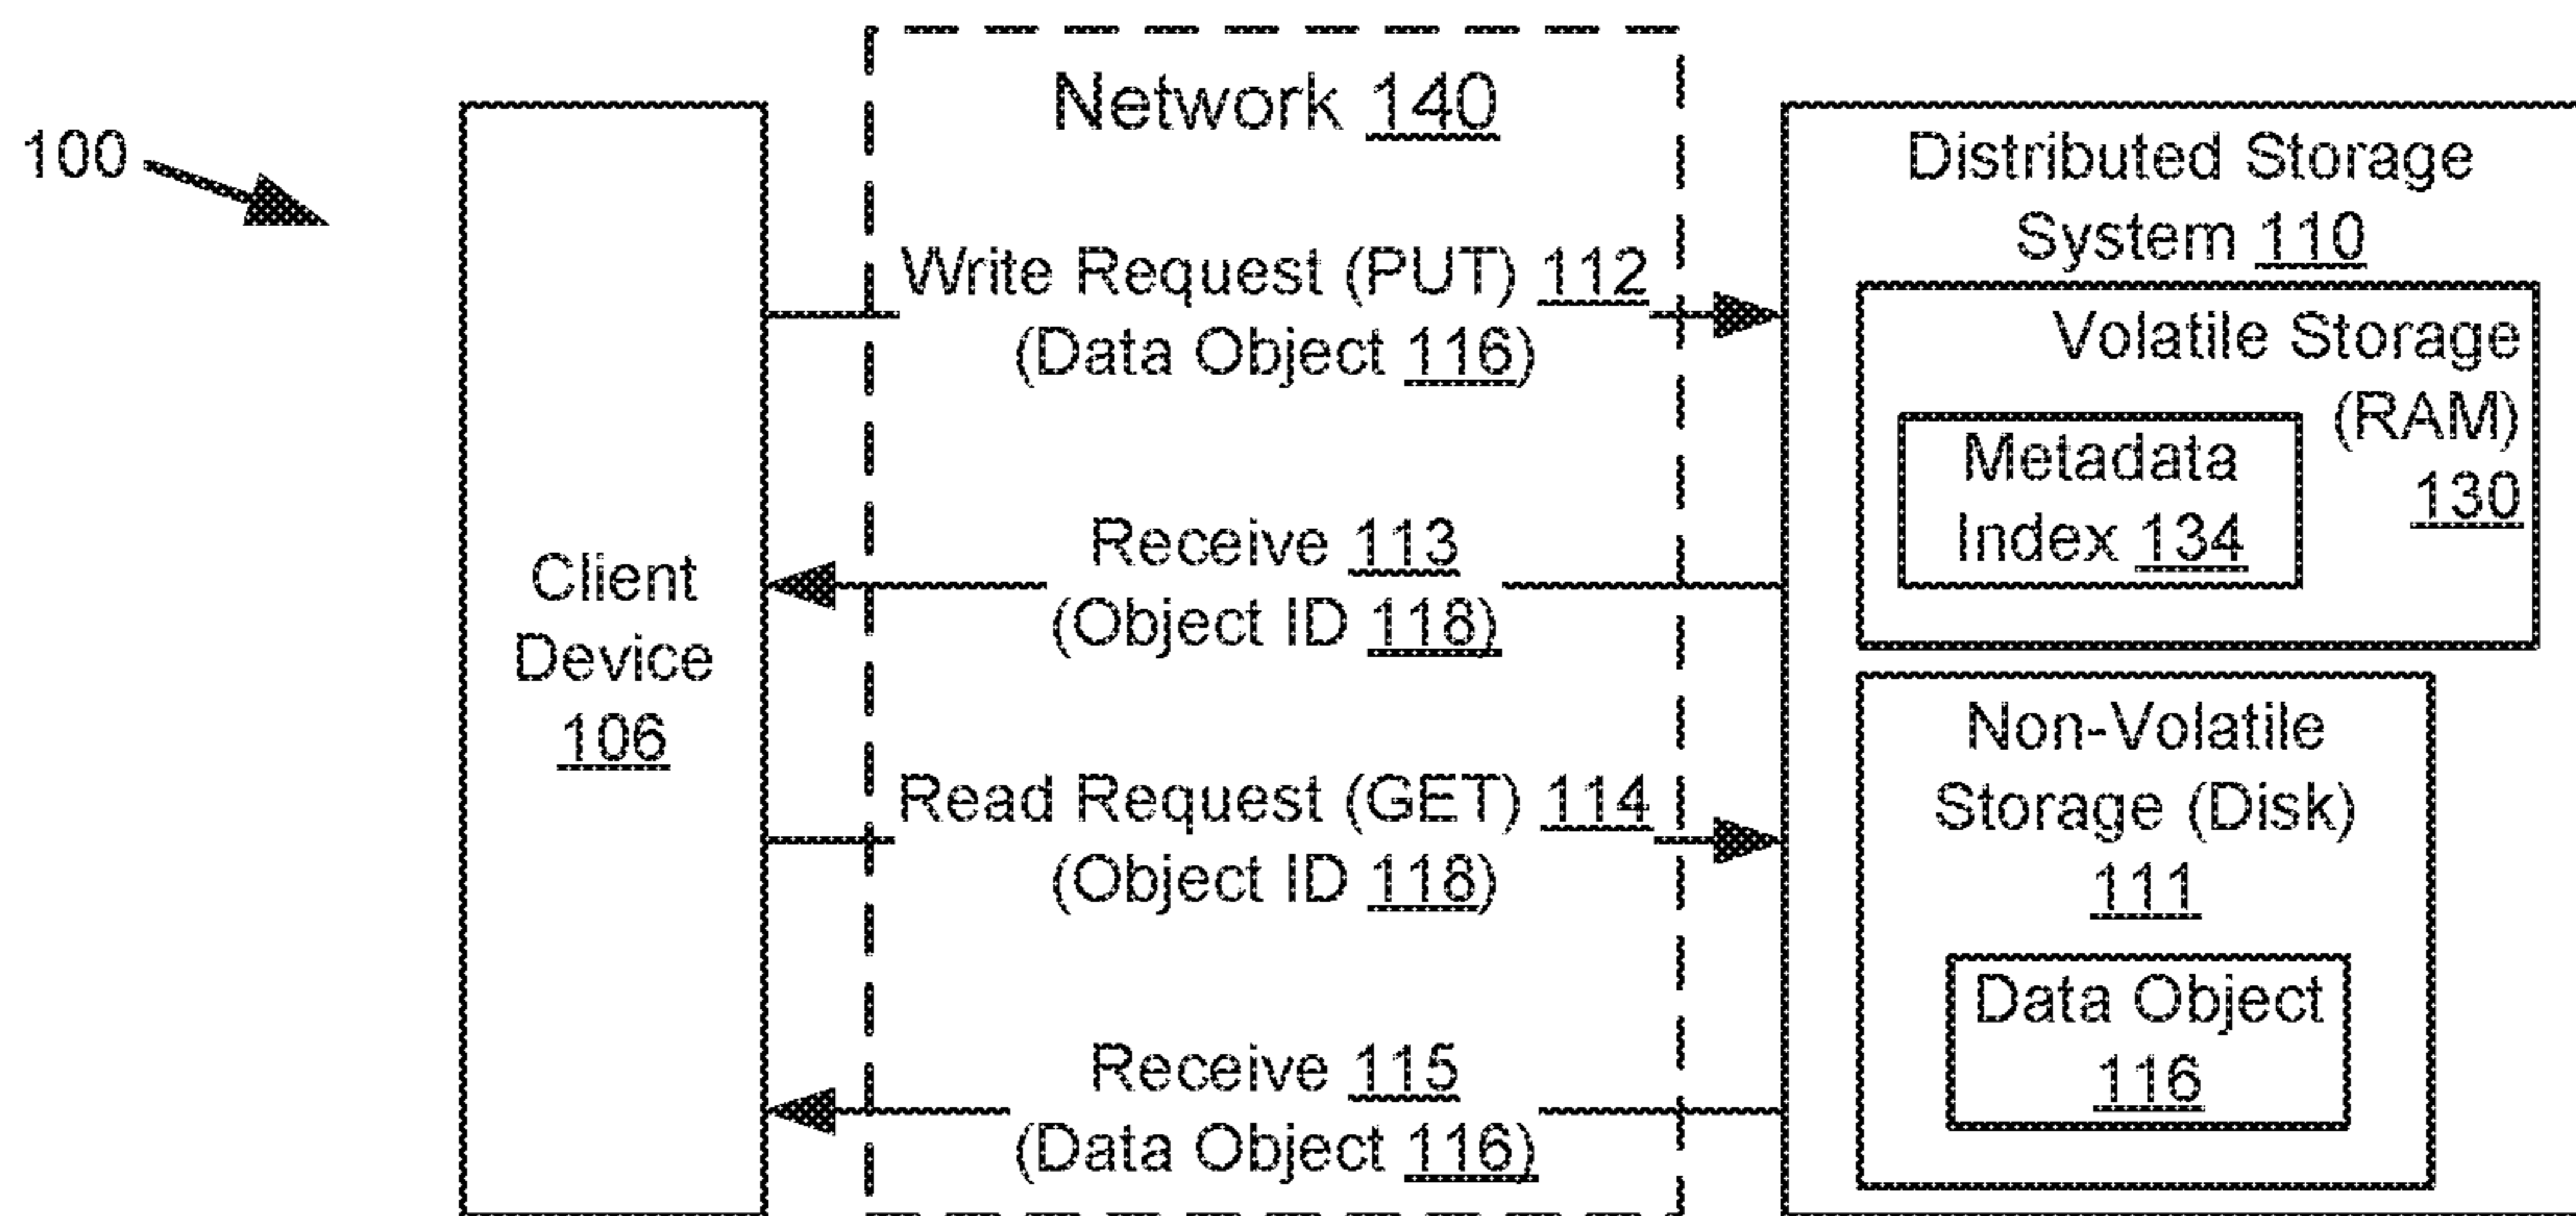 100
Client
Device
106
Network 140
Write Request (PUT) 112
(Data Object 116)
Receive 113
(Object ID 118)
Read Request (GET) 114
(Object ID 118)
Receive 115
(Data Object 116)
Distributed Storage
System 110
Volatile Storage
(RAM)
130
Metadata
Index 134
Non-Volatile
Storage (Disk)
111
Data Object
116